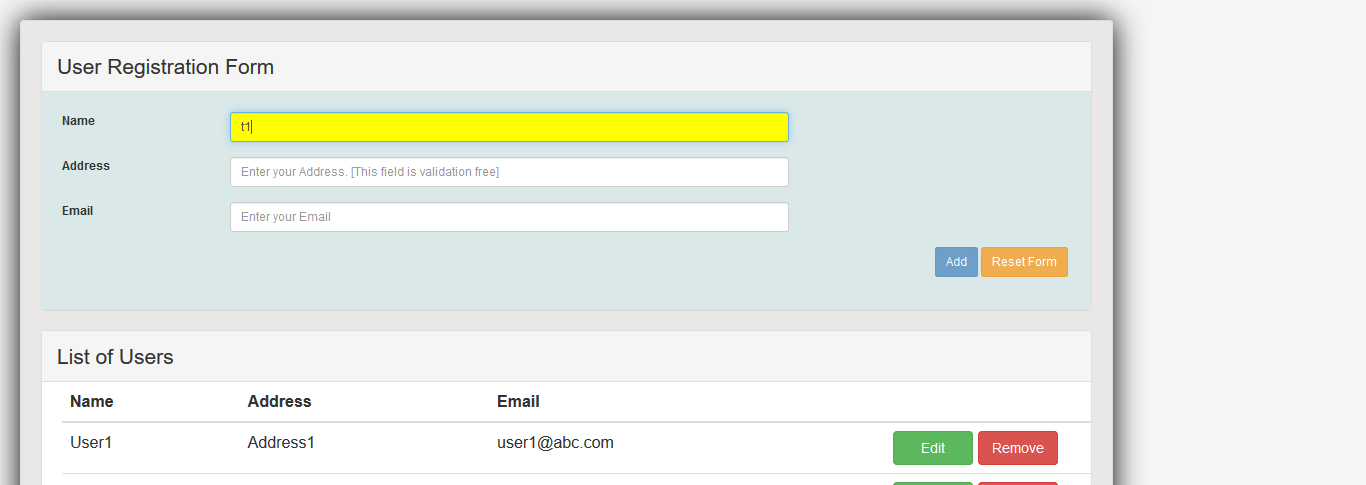 User Registration Form
Name
t1
Address
Enter your Address. [This field is validation free]
Email
Enter your Email
Add Reset Form
List of Users
Name Address Email
User1 Address1 user1@abc.com Edit Remove